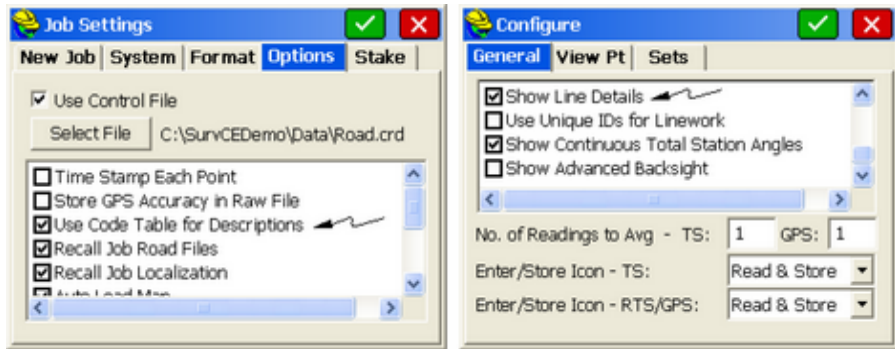 Job Settings
New Job System Format Options Stake
Use Control File
Select File C:\SurvCEDemo\Data\Road.crd
Time Stamp Each Point
Store GPS Accuracy in Raw File
Use Code Table for Descriptions
Recall Job Road Files
Recall Job Localization
Auto Load Map
Configure
General View Pt Sets
Show Line Details
Use Unique IDs for Linework
Show Continuous Total Station Angles
Show Advanced Backsight
No. of Readings to Avg - TS: 1 GPS: 1
Enter/Store Icon - TS: Read & Store
Enter/Store Icon - RTS/GPS: Read & Store